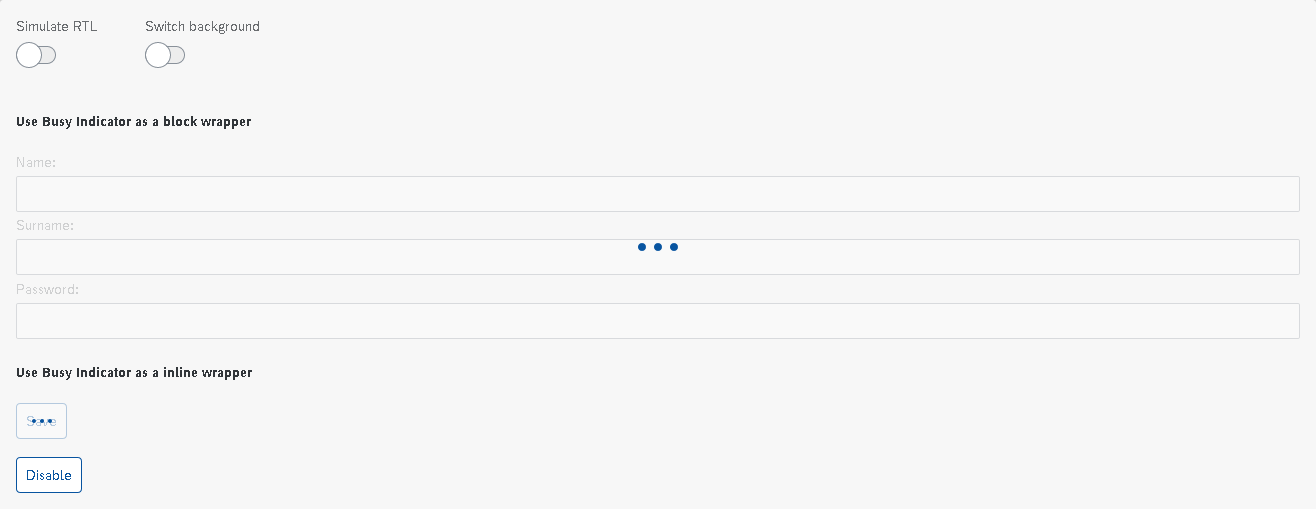 Simulate RTL Switch background
Use Busy Indicator as a block wrapper
Name:
Surname:
Password:
Use Busy Indicator as a inline wrapper
Save
Disable